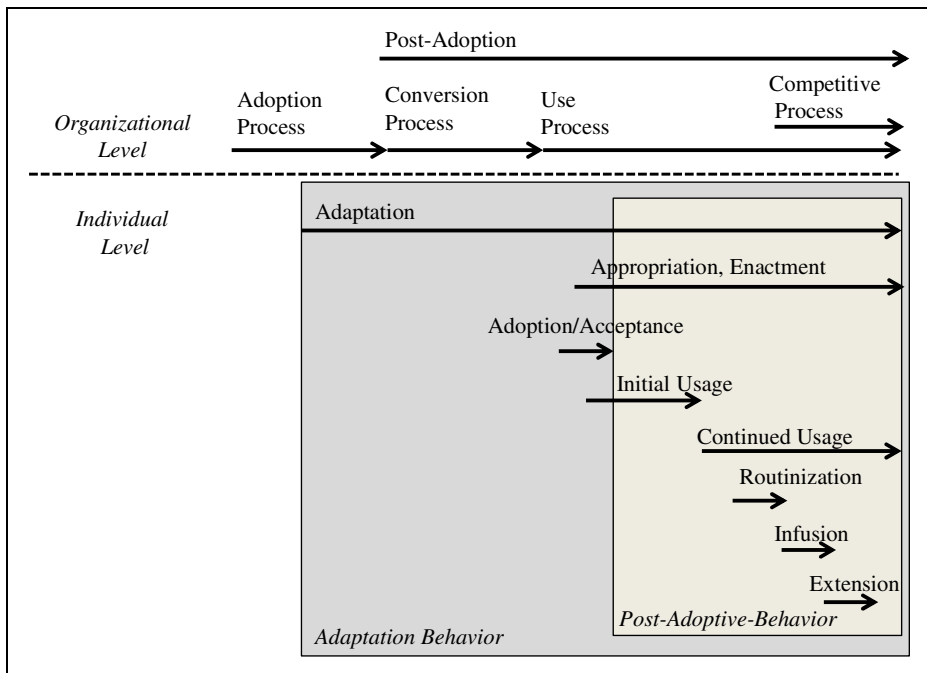 Post-Adoption
Adoption
Process
Conversion
Process
Use
Process
Competitive
Process
Organizational
Level
Individual
Level
Adaptation
Appropriation, Enactment
Adoption/Acceptance
Initial Usage
Continued Usage
Routinization
Infusion
Extension
Adaptation Behavior
Post-Adoptive-Behavior